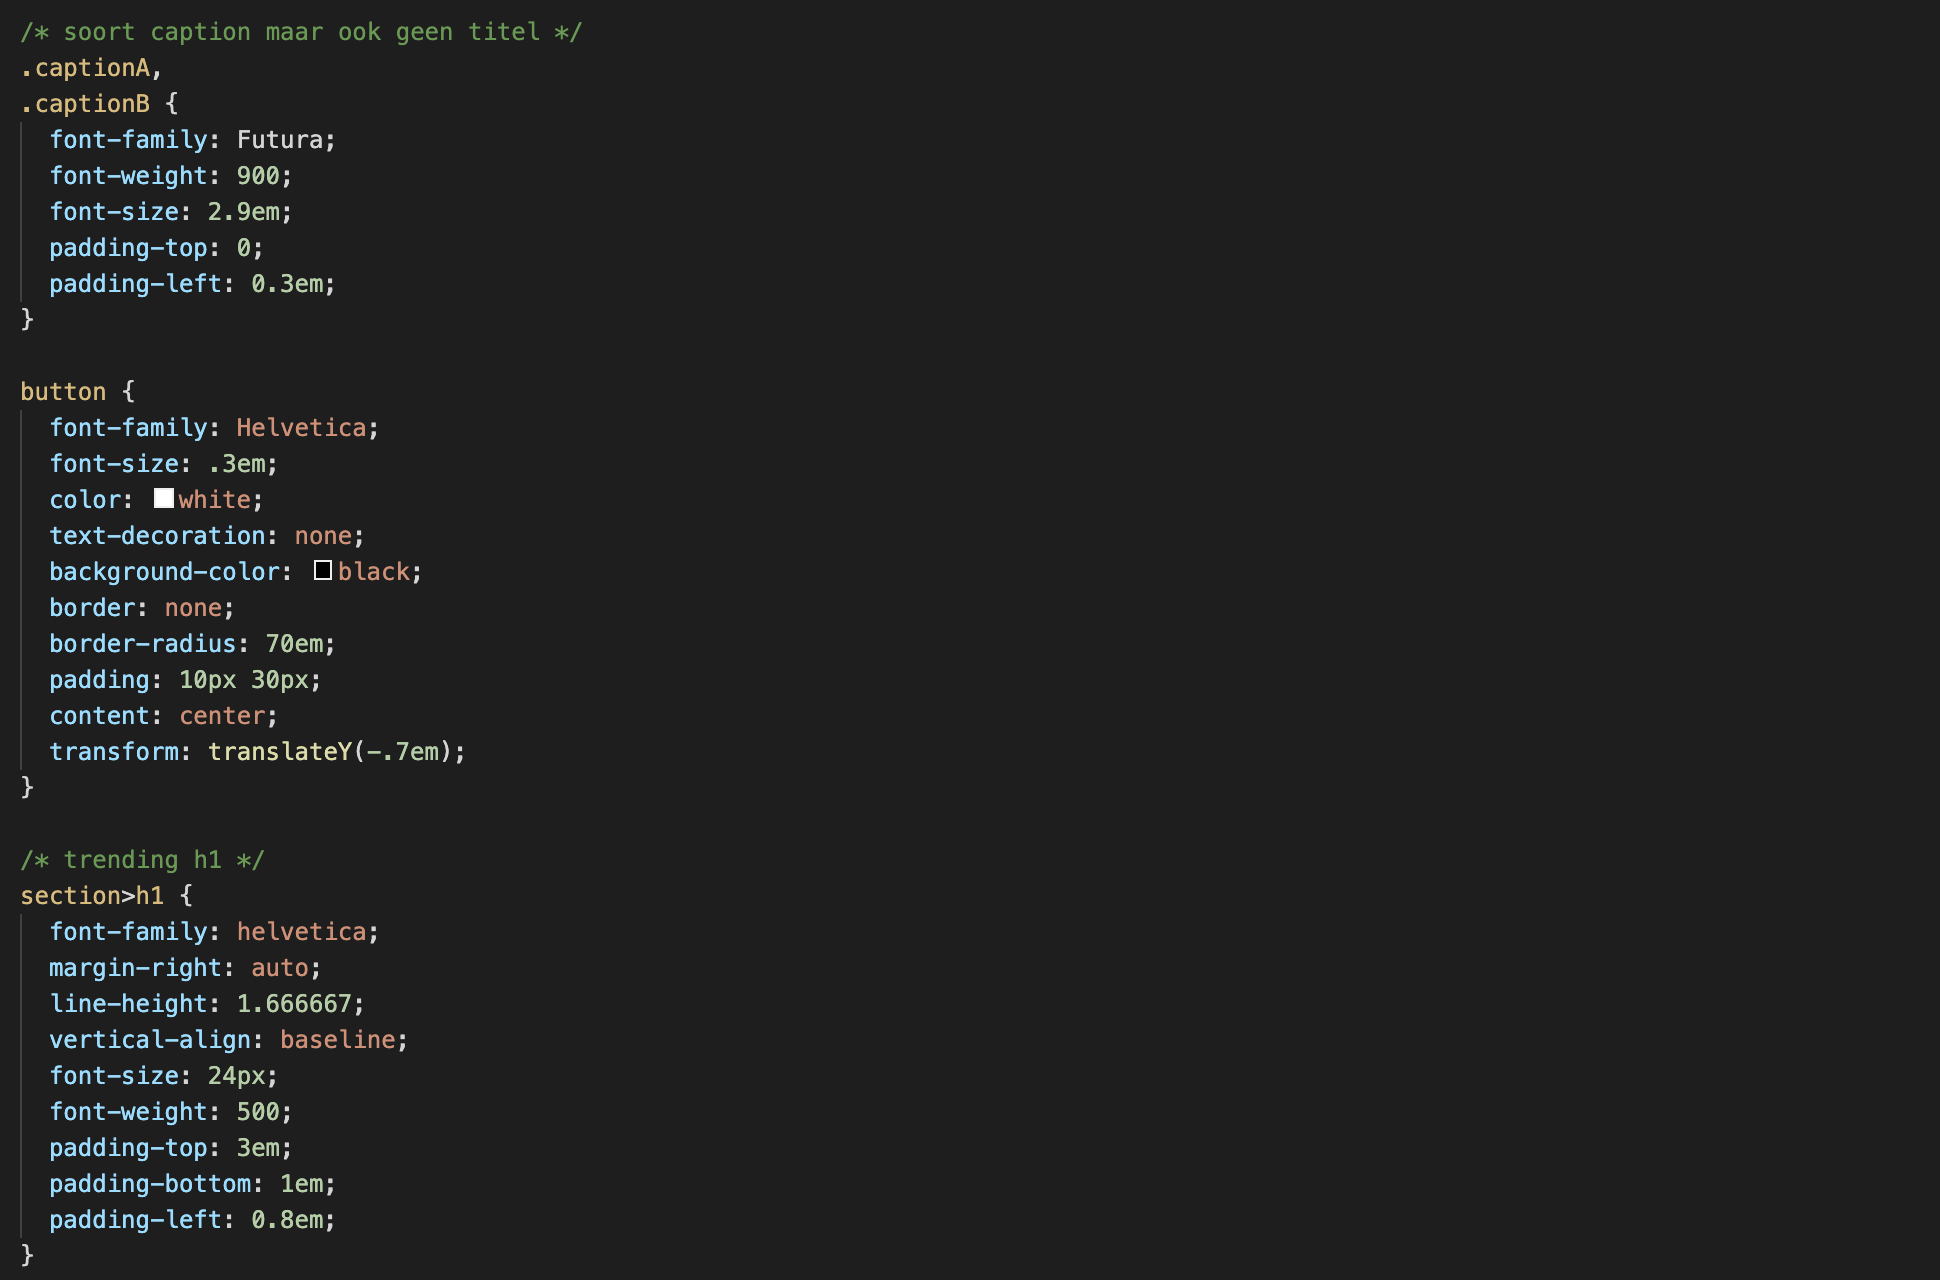 /* soort caption maar ook geen titel */
.captionA,
.captionB {
  font-family: Futura;
  font-weight: 900;
  font-size: 2.9em;
  padding-top: 0;
  padding-left: 0.3em;
}

button {
  font-family: Helvetica;
  font-size: .3em;
  color: white;
  text-decoration: none;
  background-color: black;
  border: none;
  border-radius: 70em;
  padding: 10px 30px;
  content: center;
  transform: translateY(-.7em);
}

/* trending h1 */
section>h1 {
  font-family: helvetica;
  margin-right: auto;
  line-height: 1.666667;
  vertical-align: baseline;
  font-size: 24px;
  font-weight: 500;
  padding-top: 3em;
  padding-bottom: 1em;
  padding-left: 0.8em;
}